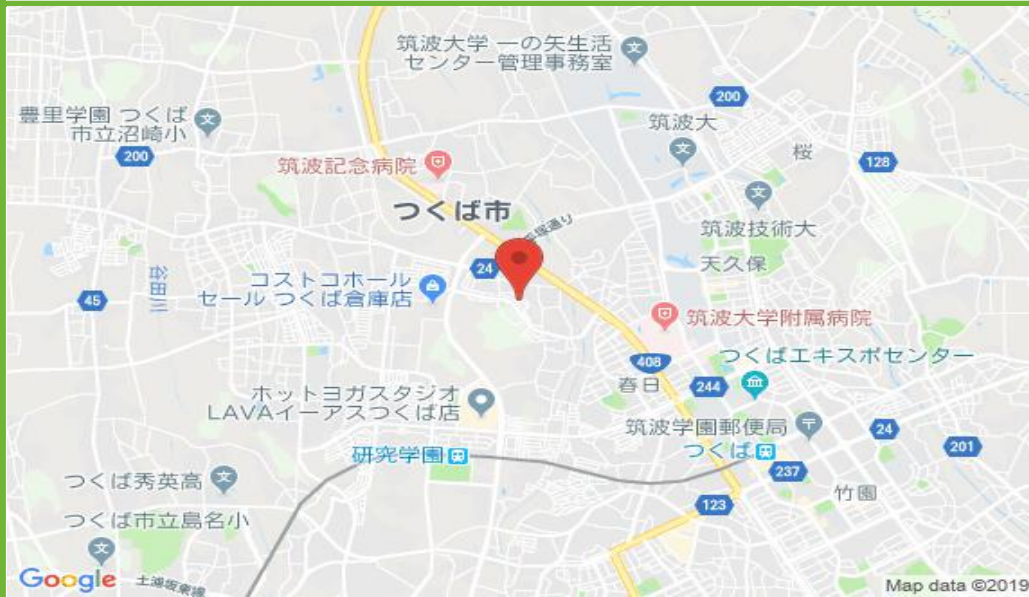 筑波大学 一の矢生活
センター管理事務室
200
豊里学園 つくば
市立沼崎小
200
筑波大
桜
128
筑波記念病院
つくば市
筑波技術大
天久保
24
コストコホール
セール つくば倉庫店
谷田川
45
筑波大学附属病院
408
つくばエキスポセンター
春日
244
ホットヨガスタジオ
LAVAイーアスつくば店
筑波学園郵便局
24
つくば
201
研究学園
237
つくば秀英高
竹園
123
つくば市立島名小
土浦坂東線
Google
Map data ©2019